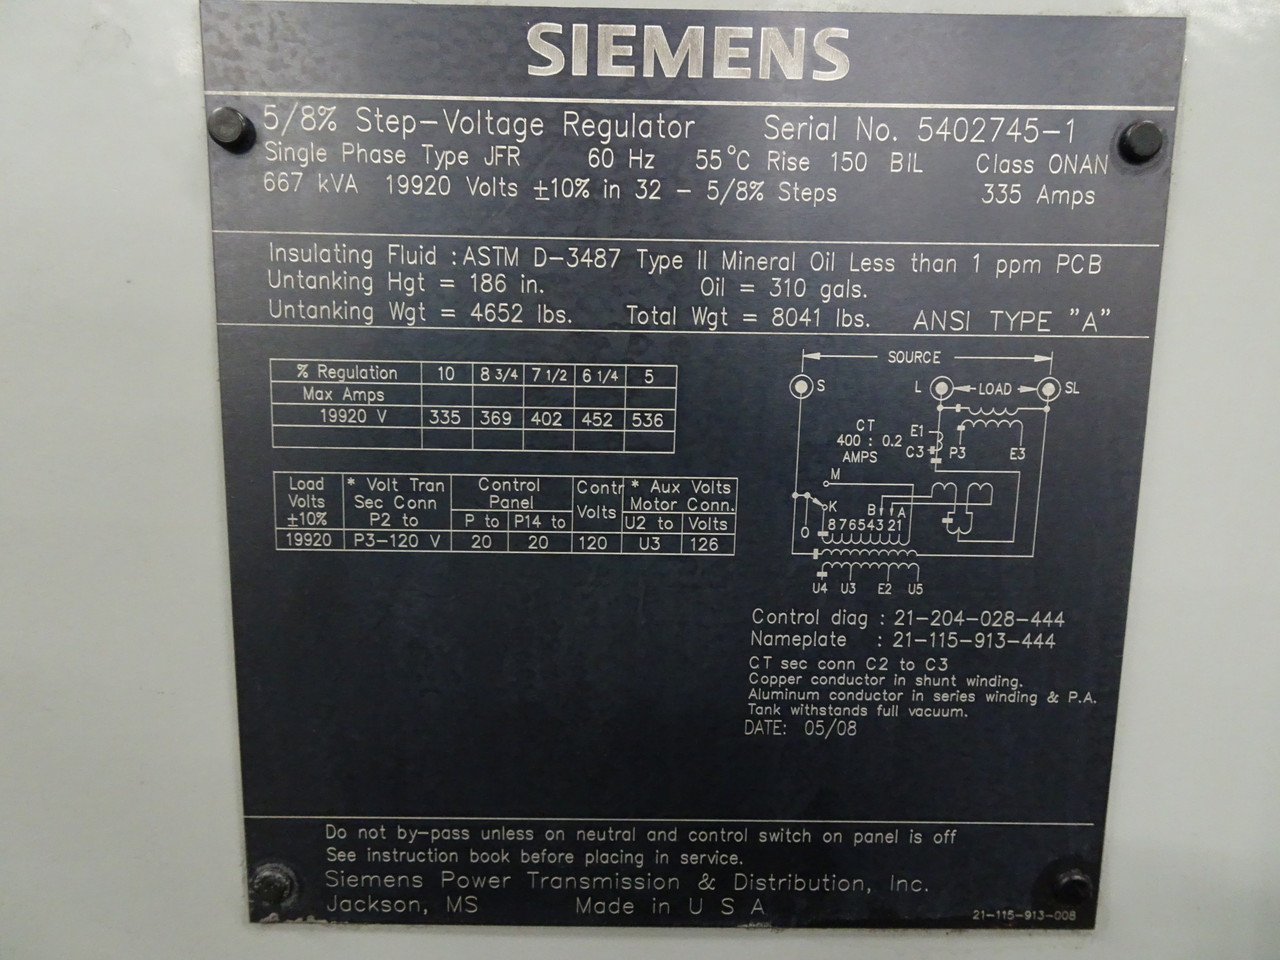 SIEMENS
5/8% Step-Voltage Regulator Serial No. 5402745-1
Single Phase Type JFR 60 Hz 55°C Rise 150 BIL Class ONAN
667 kVA 19920 Volts ±10% in 32 - 5/8% Steps 335 Amps
Insulating Fluid : ASTM D-3487 Type II Mineral Oil Less than 1 ppm PCB
Untanking Hgt = 186 in. Oil = 310 gals.
Untanking Wgt = 4652 lbs. Total Wgt = 8041 lbs. ANSI TYPE "A"
% Regulation 10 8 3/4 7 1/2 6 1/4 5
Max Amps
19920 V 335 369 402 452 536
Load Volts ±10% * Volt Tran Sec Conn P2 to Control Panel P to P14 to Contr Volts * Aux Volts Motor Conn. U2 to Volts
19920 P3-120 V 20 20 120 U3 126
SOURCE
S L LOAD SL
CT
400 : 0.2
AMPS
E1
C3 P3 E3
M
K
B A
O
8 7 6 5 4 3 2 1
U4 U3 E2 U5
Control diag : 21-204-028-444
Nameplate : 21-115-913-444
CT sec conn C2 to C3
Copper conductor in shunt winding.
Aluminum conductor in series winding & P.A.
Tank withstands full vacuum.
DATE: 05/08
Do not by-pass unless on neutral and control switch on panel is off
See instruction book before placing in service.
Siemens Power Transmission & Distribution, Inc.
Jackson, MS Made in U S A
21-115-913-008